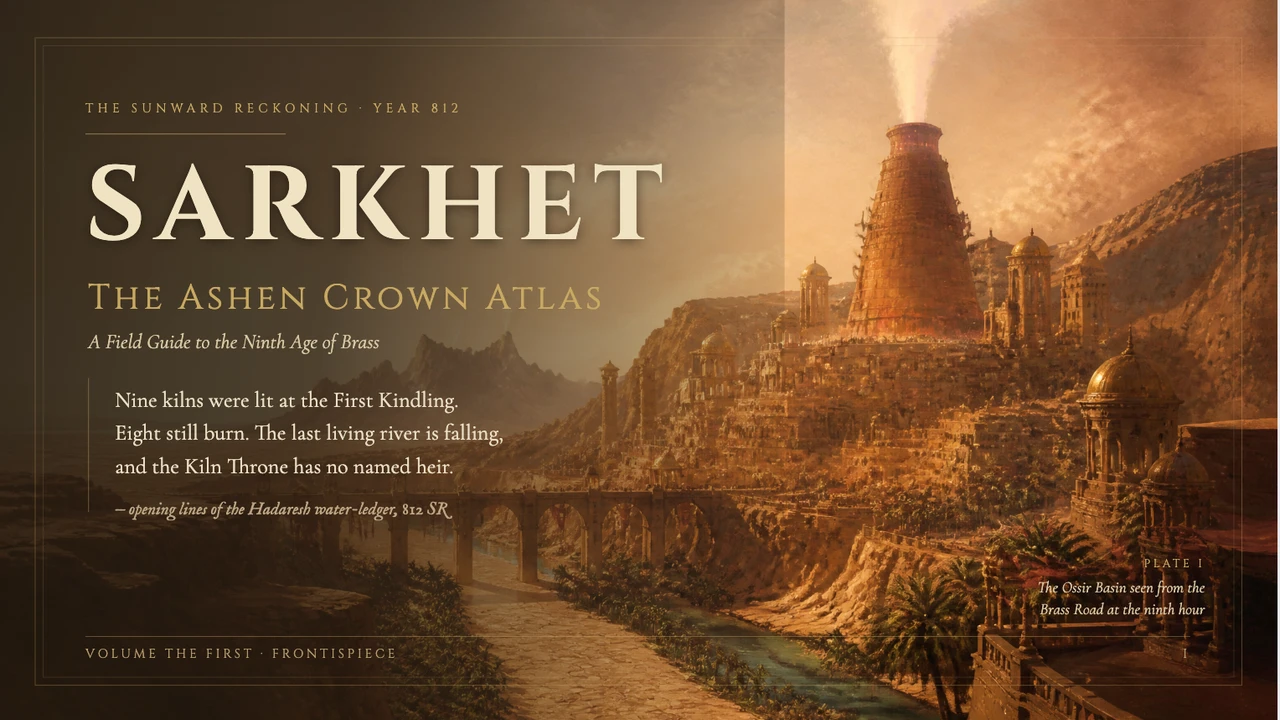 THE SUNWARD RECKONING · YEAR 812
SARKHET
THE ASHEN CROWN ATLAS
A Field Guide to the Ninth Age of Brass
Nine kilns were lit at the First Kindling.
Eight still burn. The last living river is falling,
and the Kiln Throne has no named heir.
– opening lines of the Hadaresh water-ledger, 812 SR
PLATE I
The Ossir Basin seen from the
Brass Road at the ninth hour
VOLUME THE FIRST · FRONTISPIECE
I